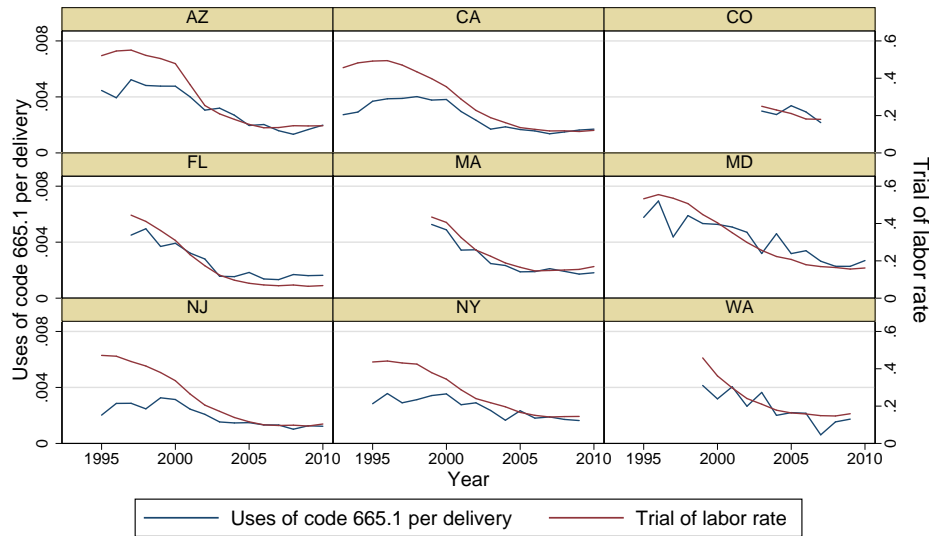 AZ CA CO
0 .004 .008
0 .2 .4 .6
FL MA MD
0 .004 .008
0 .2 .4 .6
NJ NY WA
0 .004 .008
0 .2 .4 .6
Uses of code 665.1 per delivery
Trial of labor rate
1995 2000 2005 2010 1995 2000 2005 2010 1995 2000 2005 2010
Year
Uses of code 665.1 per delivery Trial of labor rate